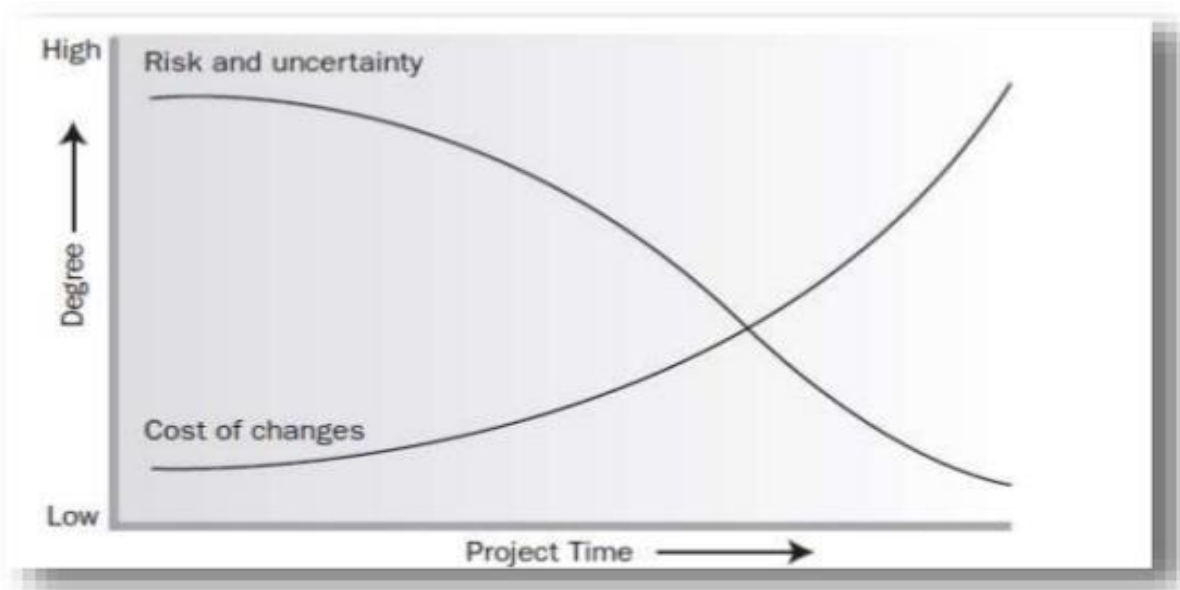 High
Risk and uncertainty
Degree
Cost of changes
Low
Project Time